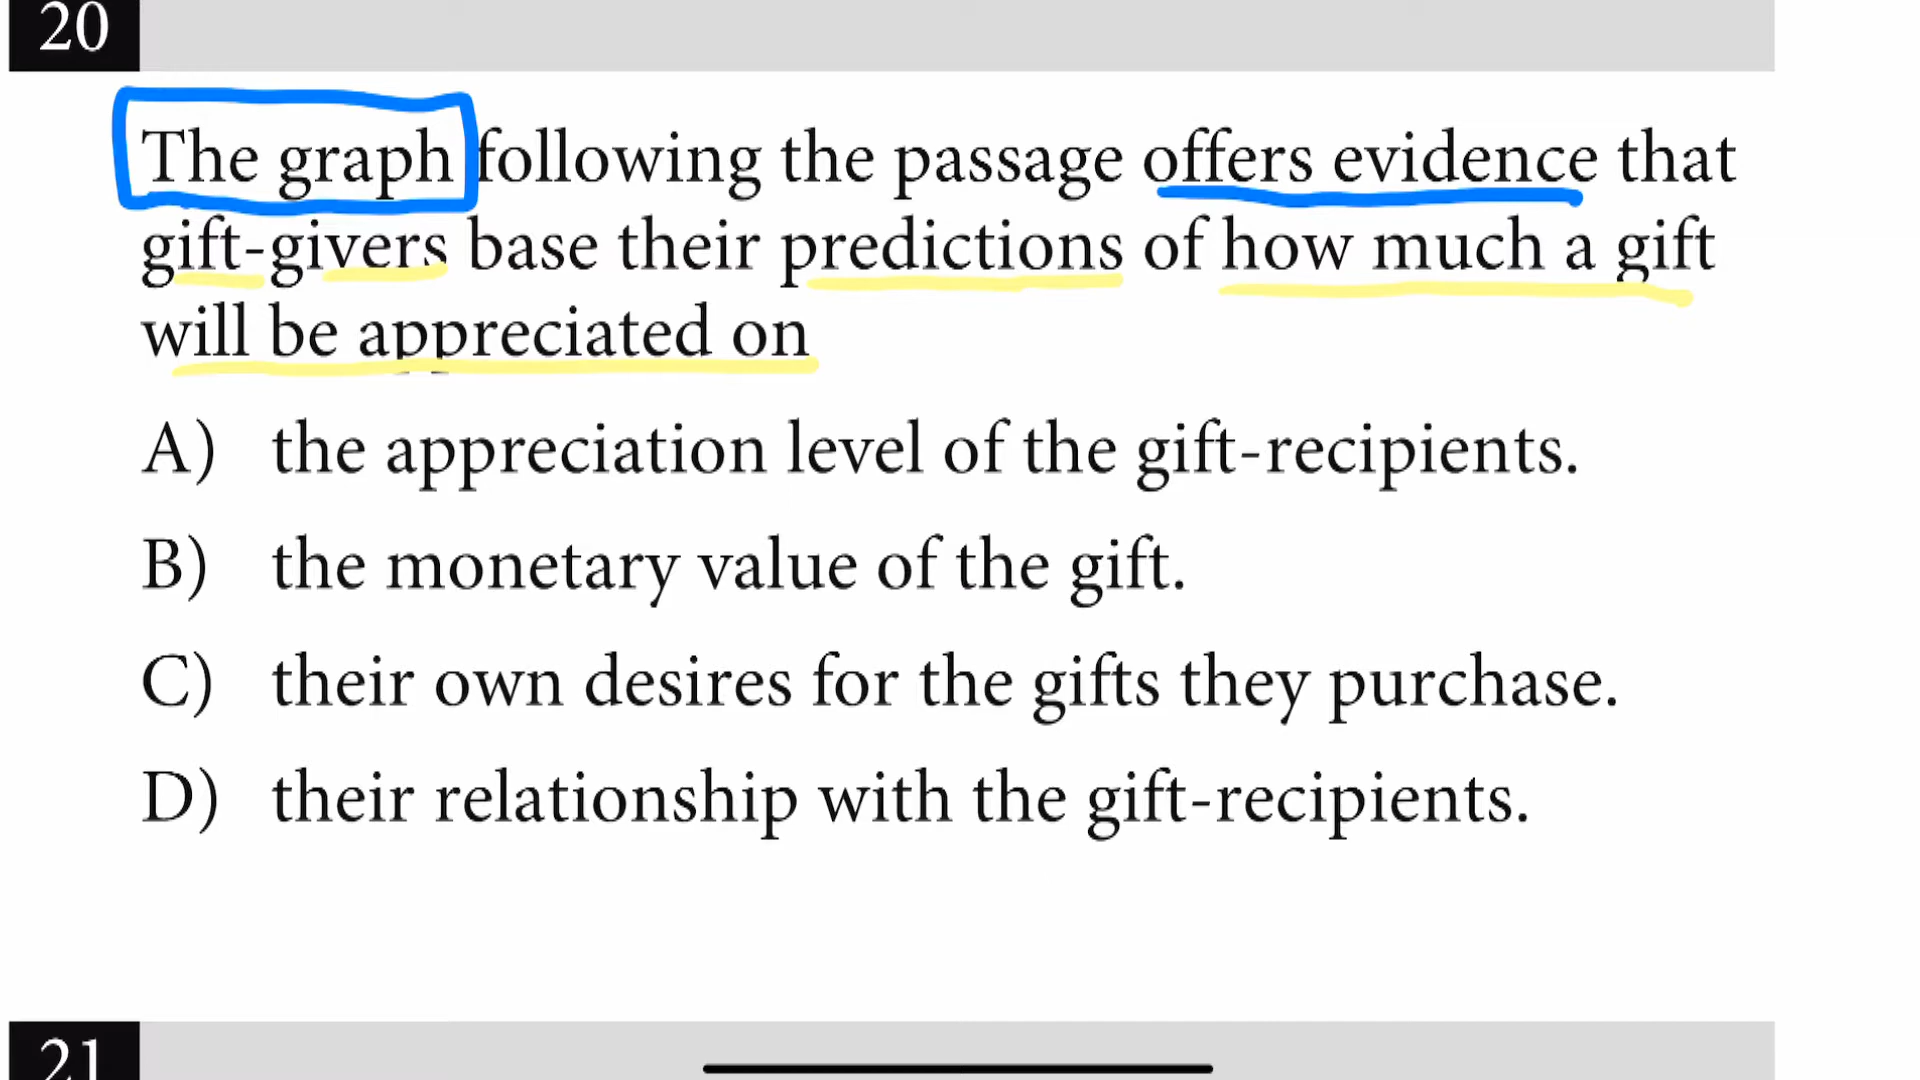 20
The graph following the passage offers evidence that
gift-givers base their predictions of how much a gift
will be appreciated on
A) the appreciation level of the gift-recipients.
B) the monetary value of the gift.
C) their own desires for the gifts they purchase.
D) their relationship with the gift-recipients.
21